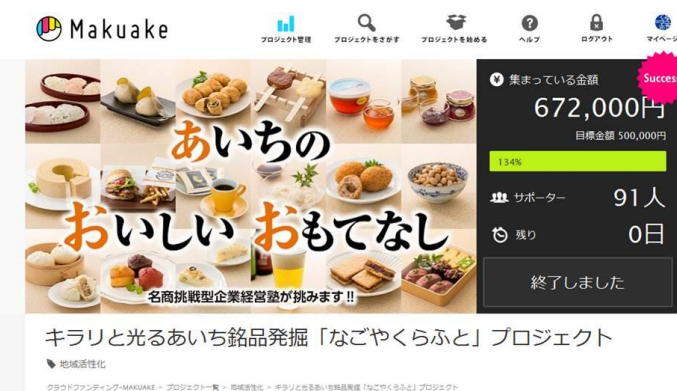 Makuake
プロジェクト管理
プロジェクトをさがす
プロジェクトを始める
ヘルプ
ログアウト
マイページ
あいちの
おいしい おもてなし
名商挑戦型企業経営塾が挑みます!!
集まっている金額
Success
672,000円
目標金額 500,000円
134%
サポーター
91人
残り
0日
終了しました
キラリと光るあいち銘品発掘「なごやくらふと」プロジェクト
地域活性化
クラウドファンディング-MAKUAKE > プロジェクト一覧 > 地域活性化 > キラリと光るあいち銘品発掘「なごやくらふと」プロジェクト